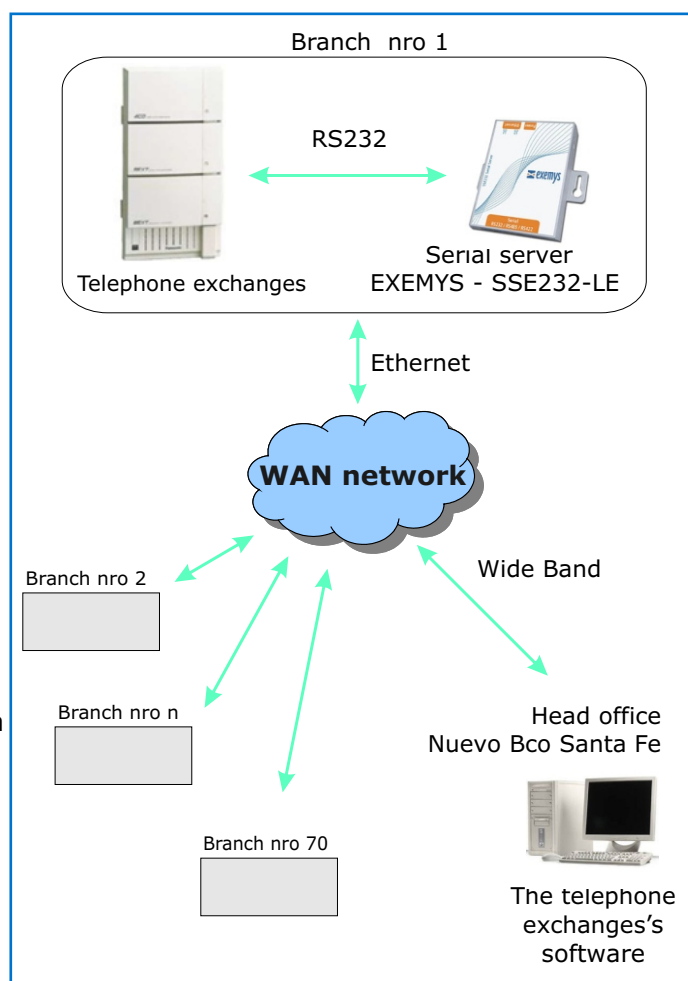 Branch nro 1
RS232
exemys
Telephone exchanges
Serial server
EXEMYS - SSE232-LE
Ethernet
WAN network
Wide Band
Branch nro 2
Branch nro n
Branch nro 70
Head office
Nuevo Bco Santa Fe
The telephone
exchanges's
software